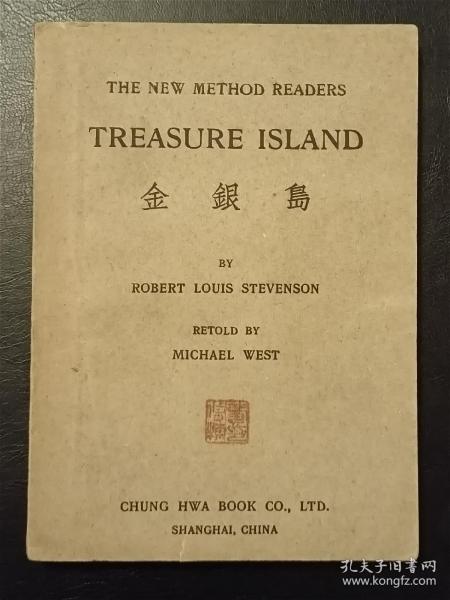 THE NEW METHOD READERS
TREASURE ISLAND
金銀島
BY
ROBERT LOUIS STEVENSON
RETOLD BY
MICHAEL WEST
CHUNG HWA BOOK CO., LTD.
SHANGHAI, CHINA
孔夫子旧书网
www.kongfz.com